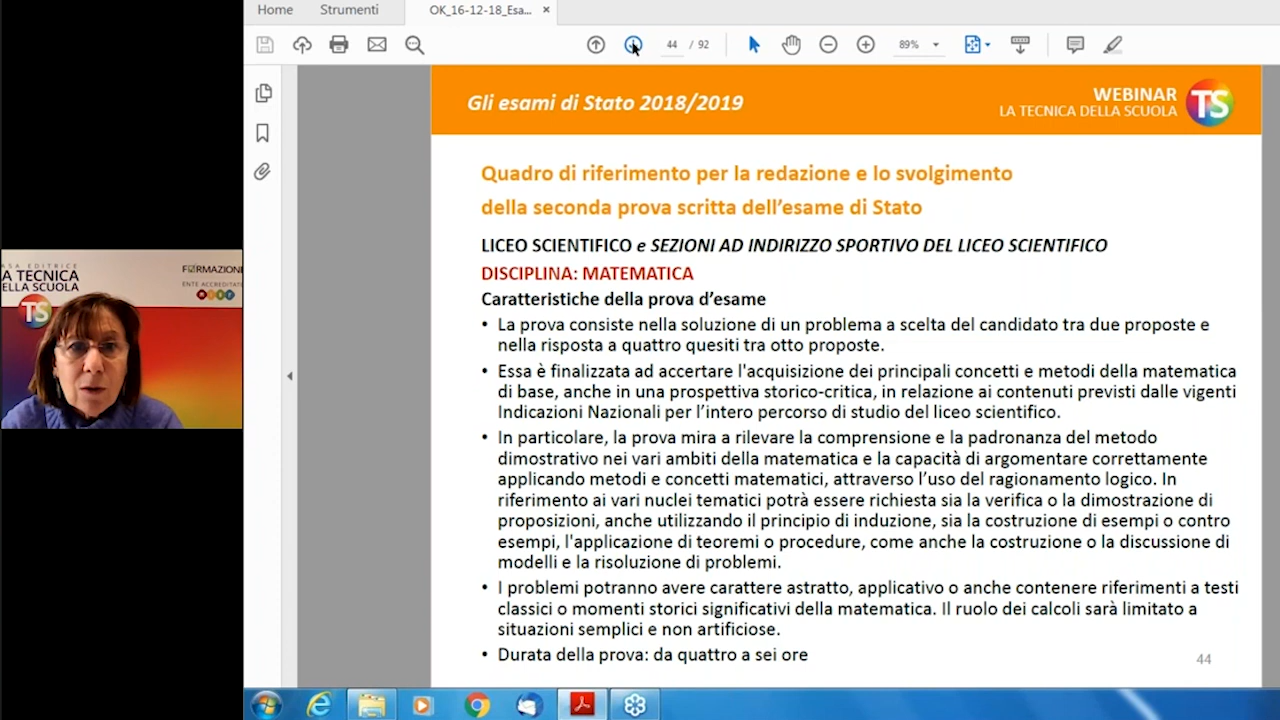 Home
Strumenti
OK_16-12-18_Esa... ×
44 / 92
89%
Gli esami di Stato 2018/2019
WEBINAR
LA TECNICA DELLA SCUOLA
TS
Quadro di riferimento per la redazione e lo svolgimento
della seconda prova scritta dell'esame di Stato
LICEO SCIENTIFICO e SEZIONI AD INDIRIZZO SPORTIVO DEL LICEO SCIENTIFICO
DISCIPLINA: MATEMATICA
Caratteristiche della prova d'esame
• La prova consiste nella soluzione di un problema a scelta del candidato tra due proposte e
nella risposta a quattro quesiti tra otto proposte.
• Essa è finalizzata ad accertare l'acquisizione dei principali concetti e metodi della matematica
di base, anche in una prospettiva storico-critica, in relazione ai contenuti previsti dalle vigenti
Indicazioni Nazionali per l'intero percorso di studio del liceo scientifico.
• In particolare, la prova mira a rilevare la comprensione e la padronanza del metodo
dimostrativo nei vari ambiti della matematica e la capacità di argomentare correttamente
applicando metodi e concetti matematici, attraverso l'uso del ragionamento logico. In
riferimento ai vari nuclei tematici potrà essere richiesta sia la verifica o la dimostrazione di
proposizioni, anche utilizzando il principio di induzione, sia la costruzione di esempi o contro
esempi, l'applicazione di teoremi o procedure, come anche la costruzione o la discussione di
modelli e la risoluzione di problemi.
• I problemi potranno avere carattere astratto, applicativo o anche contenere riferimenti a testi
classici o momenti storici significativi della matematica. Il ruolo dei calcoli sarà limitato a
situazioni semplici e non artificiose.
• Durata della prova: da quattro a sei ore
44
ASA EDITRICE
A TECNICA
ELLA SCUOLA
TS
FORMAZIONE
ENTE ACCREDITAT